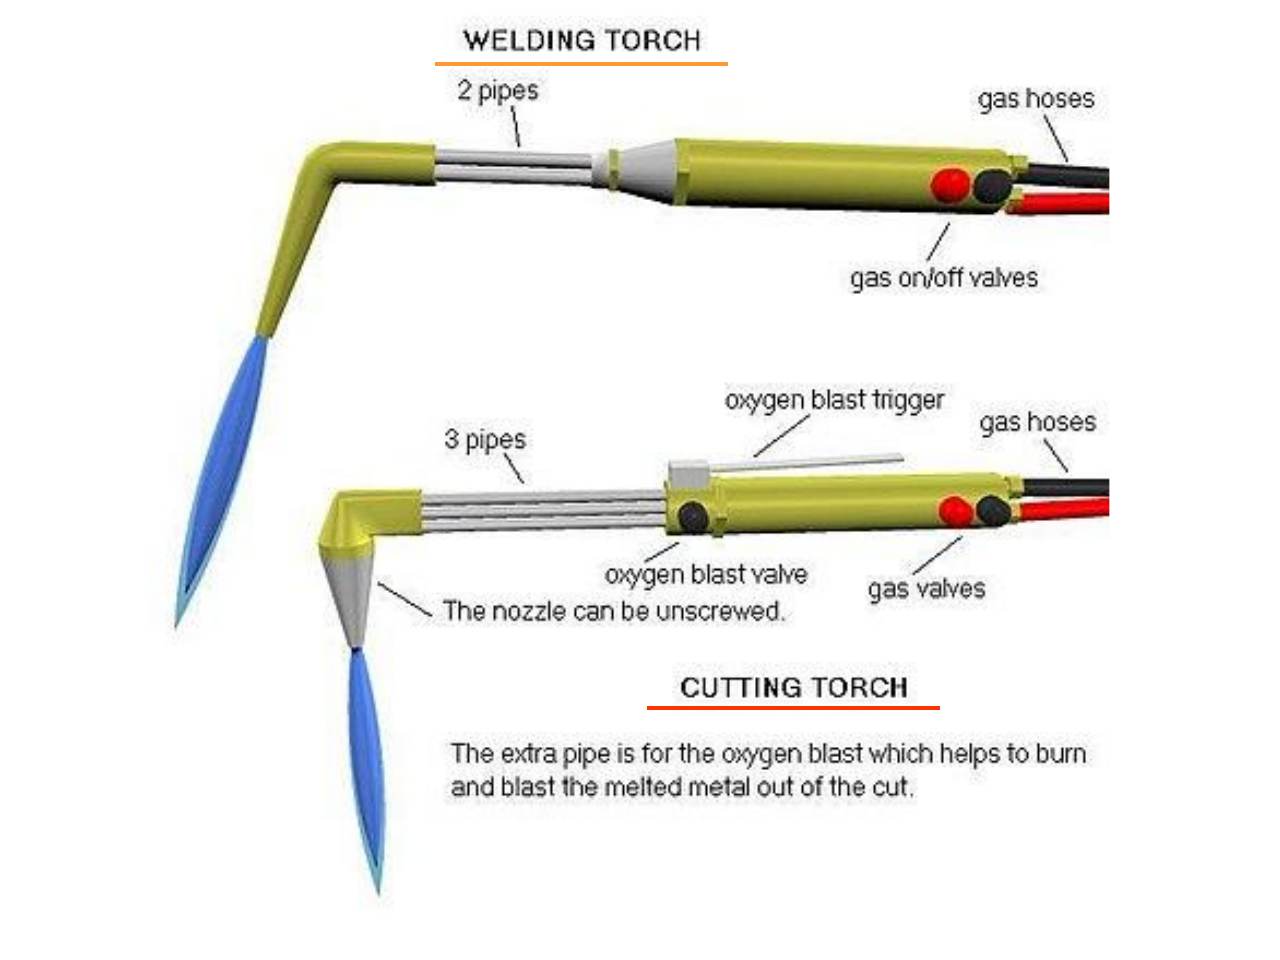 WELDING TORCH
2 pipes
gas hoses
gas on/off valves
oxygen blast trigger
gas hoses
3 pipes
oxygen blast valve
gas valves
The nozzle can be unscrewed.
CUTTING TORCH
The extra pipe is for the oxygen blast which helps to burn
and blast the melted metal out of the cut.